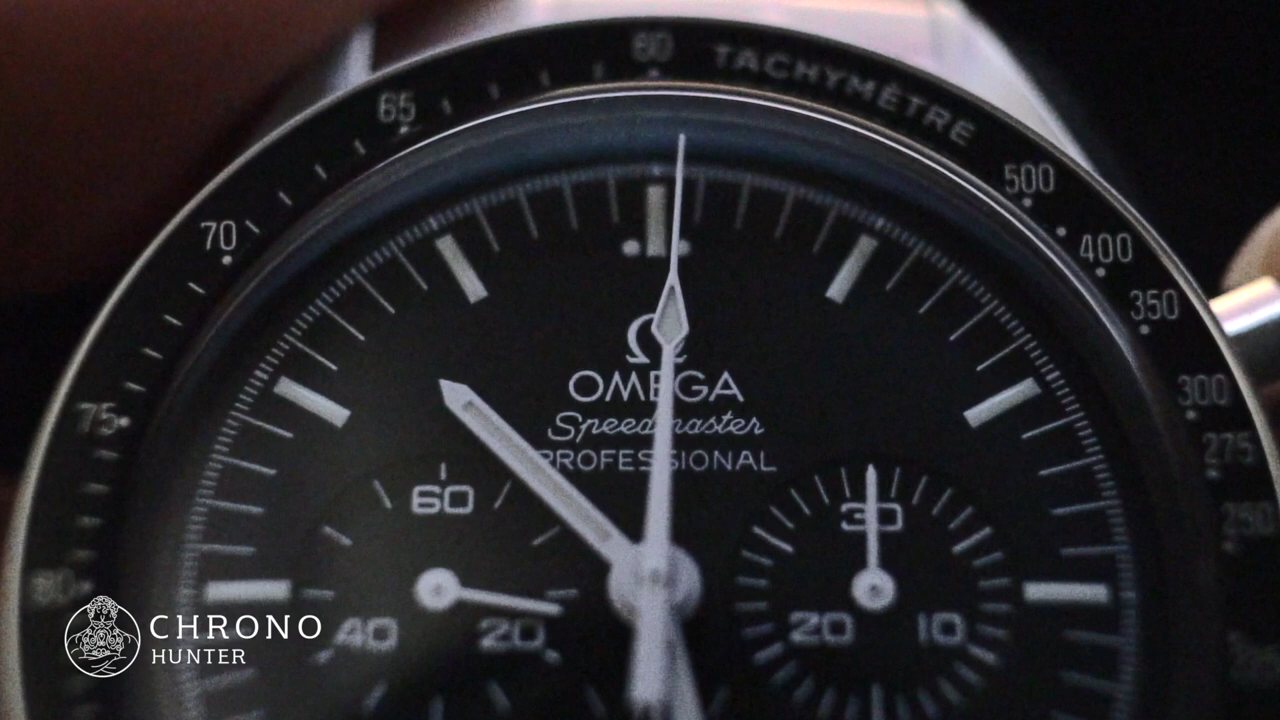 60
TACHYMÈTRE
65
500
70
400
350
300
75
275
250
80
OMEGA
Speedmaster
PROFESSIONAL
60
30
40
20
20
10
CHRONO
HUNTER